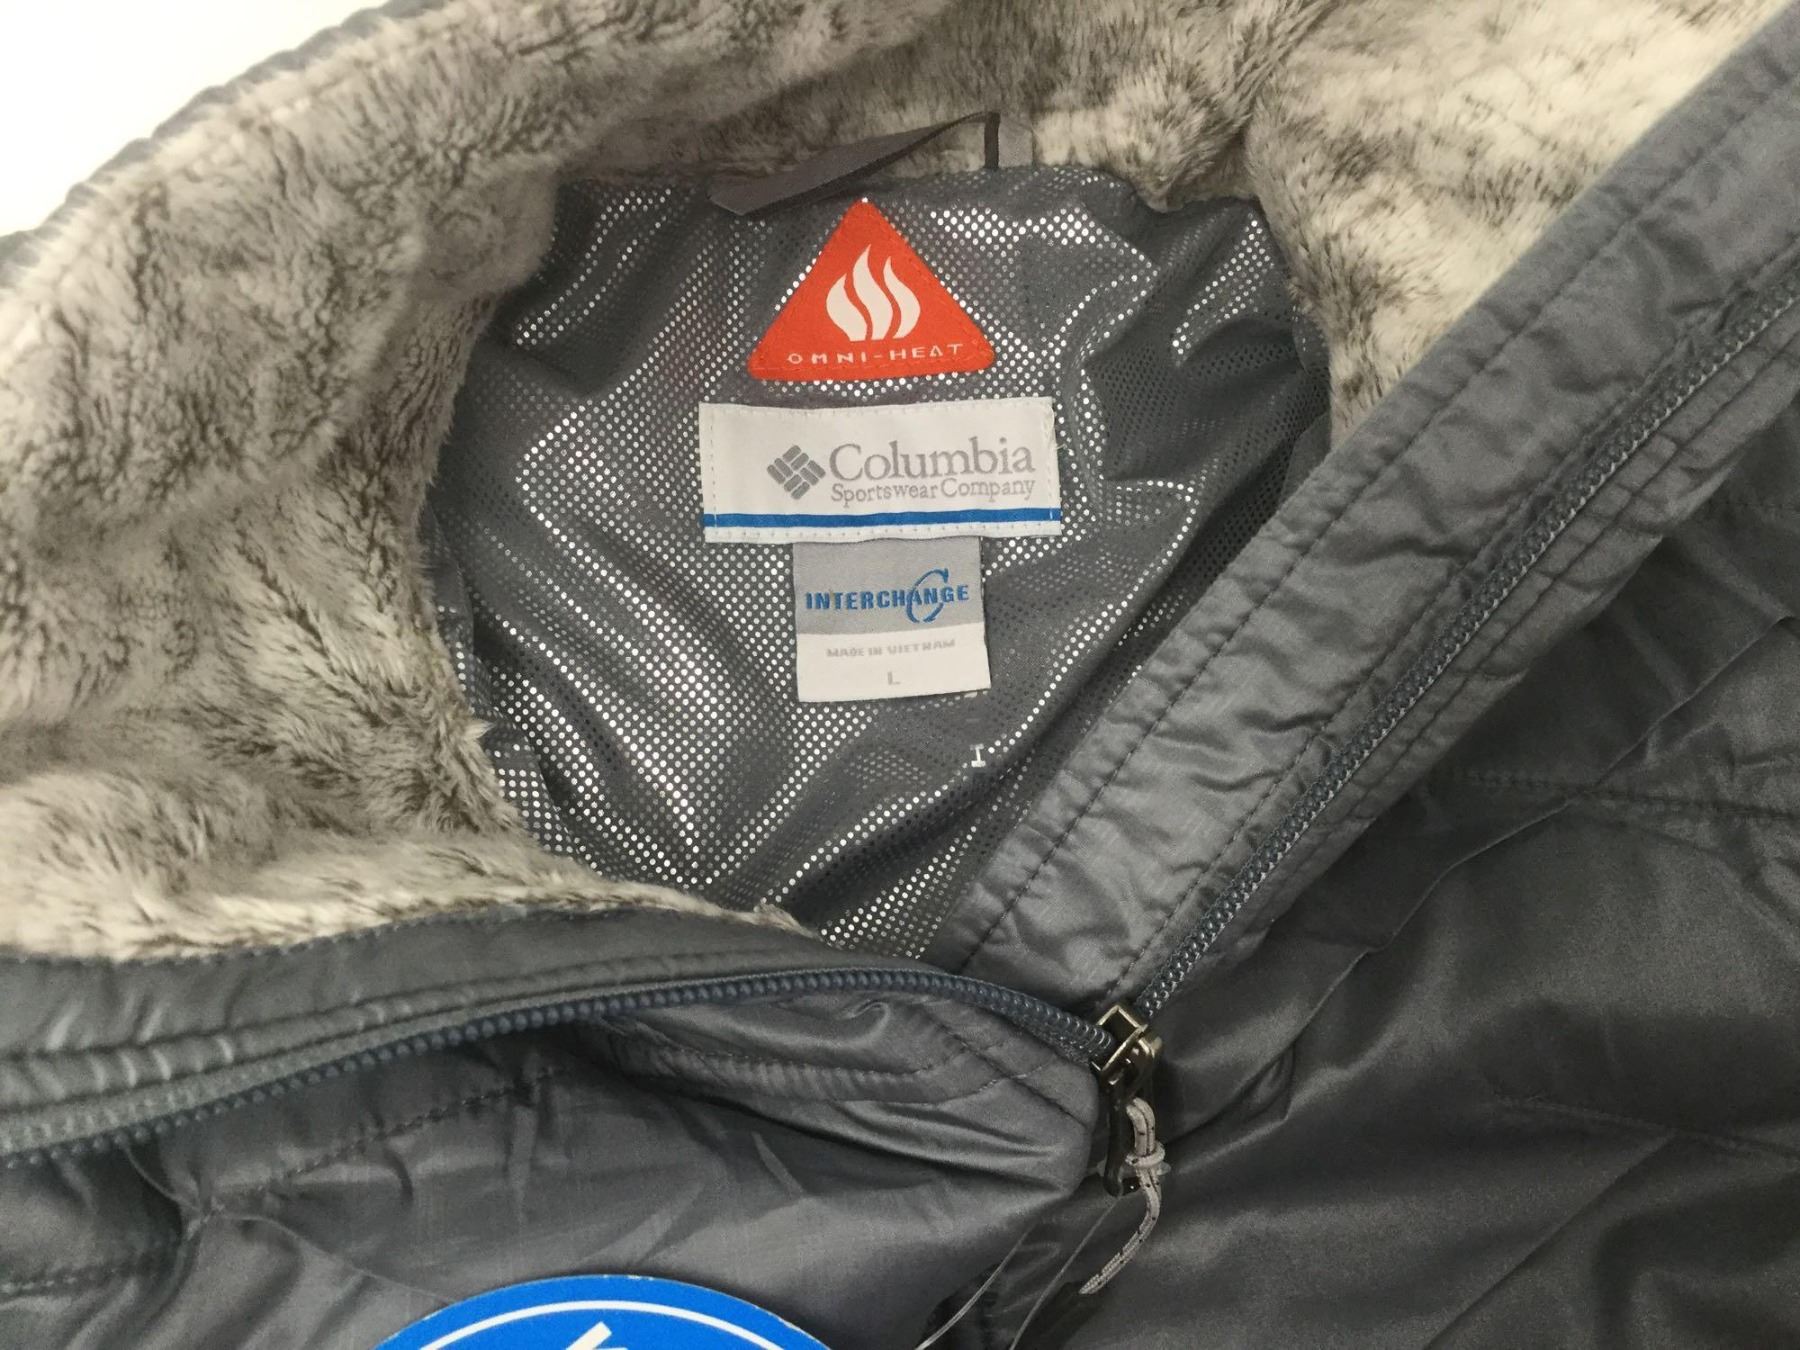 OMNI-HEAT
Columbia
Sportswear Company
INTERCHANGE
MADE IN VIETNAM
L